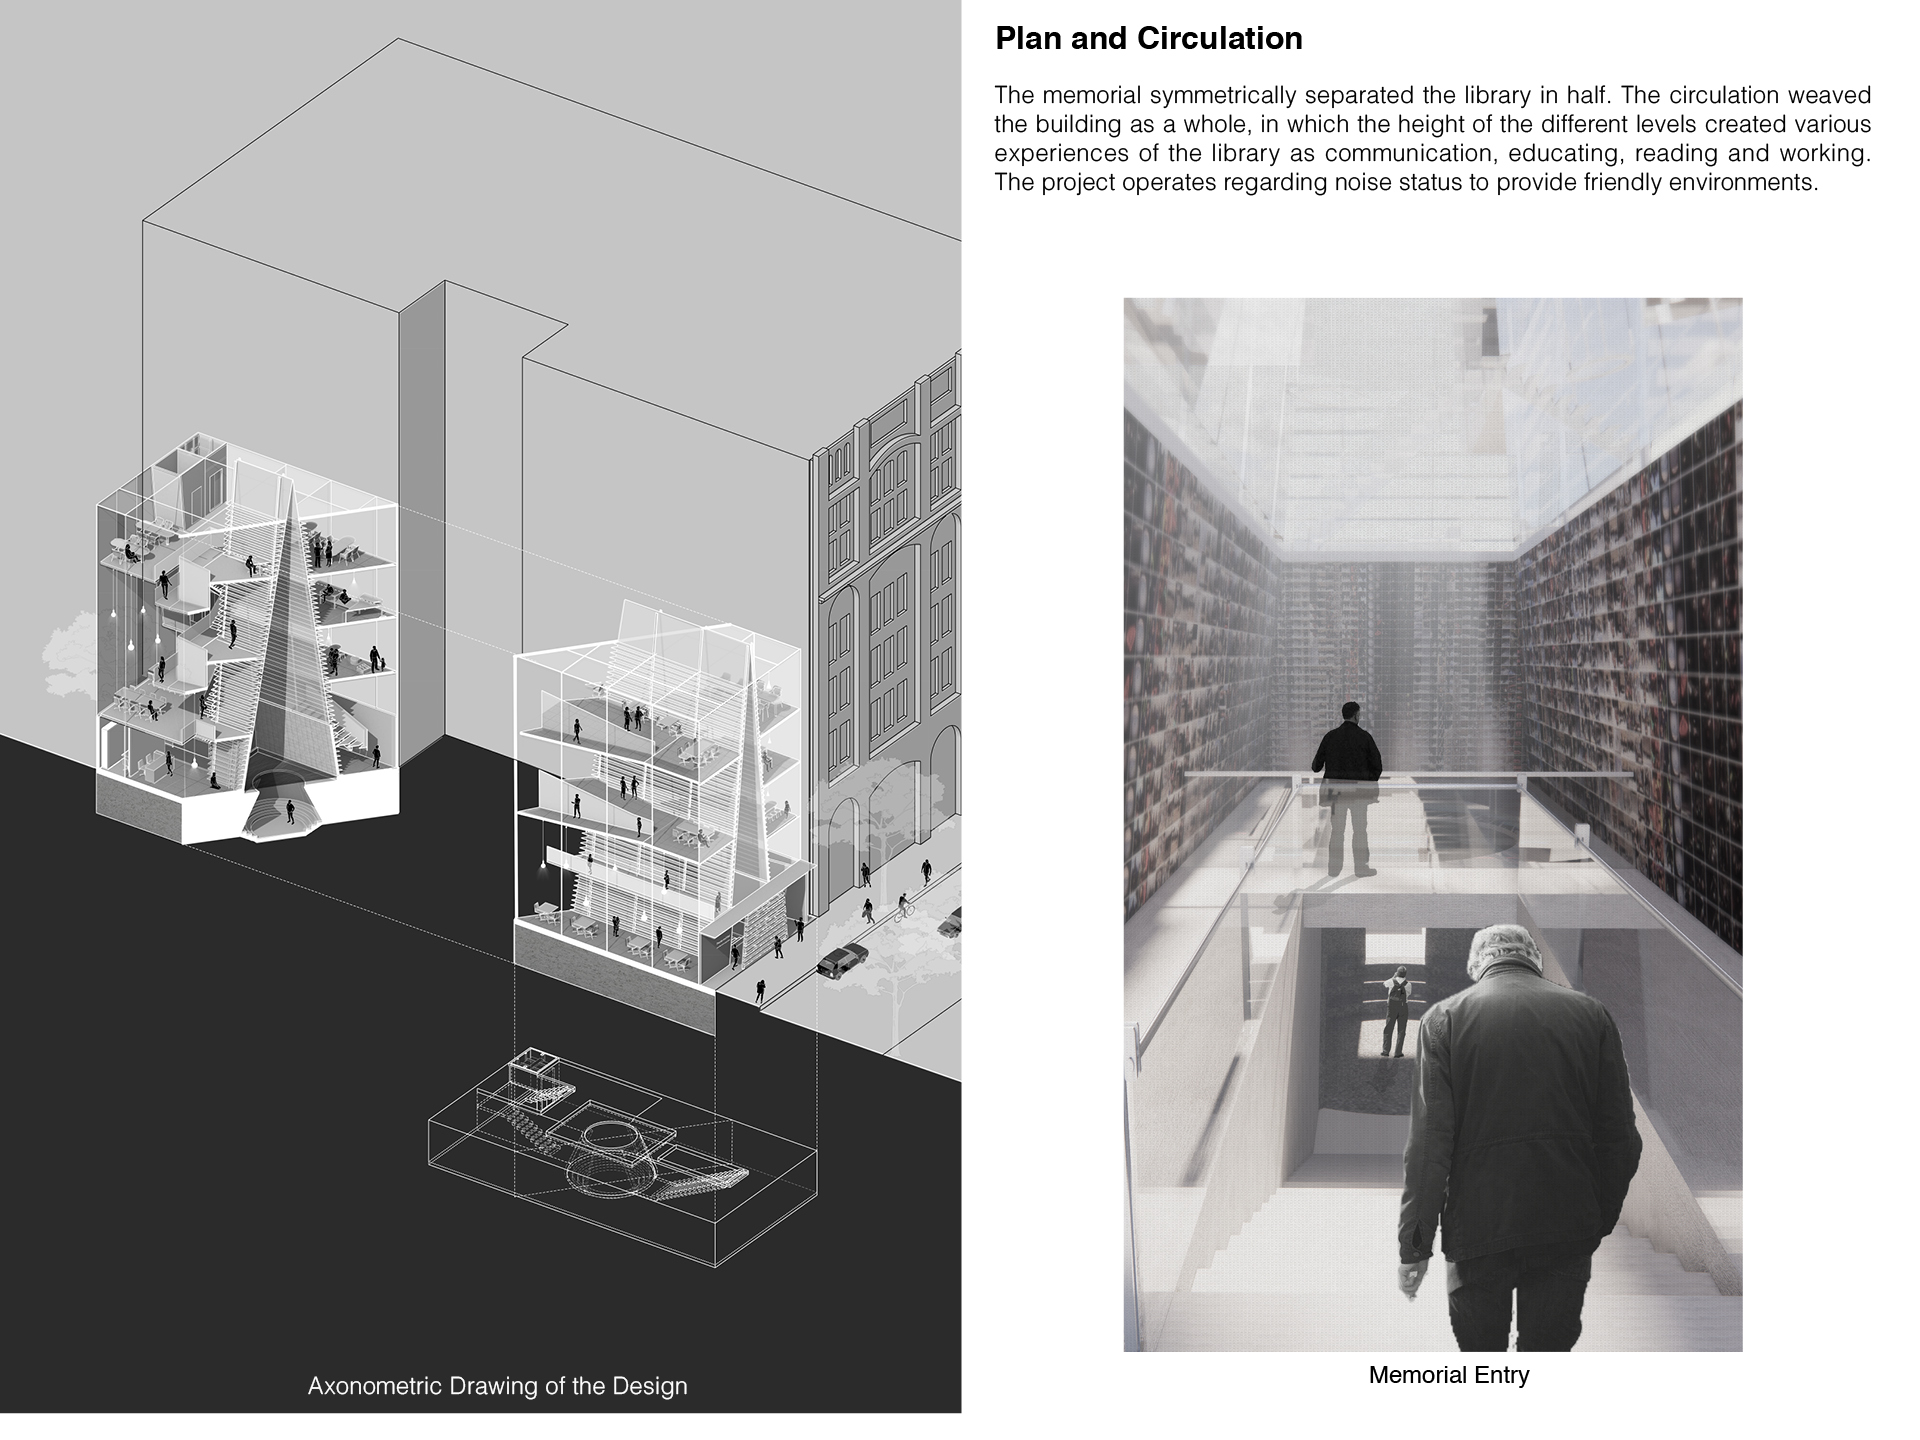 Plan and Circulation
The memorial symmetrically separated the library in half. The circulation weaved
the building as a whole, in which the height of the different levels created various
experiences of the library as communication, educating, reading and working.
The project operates regarding noise status to provide friendly environments.
Axonometric Drawing of the Design
Memorial Entry